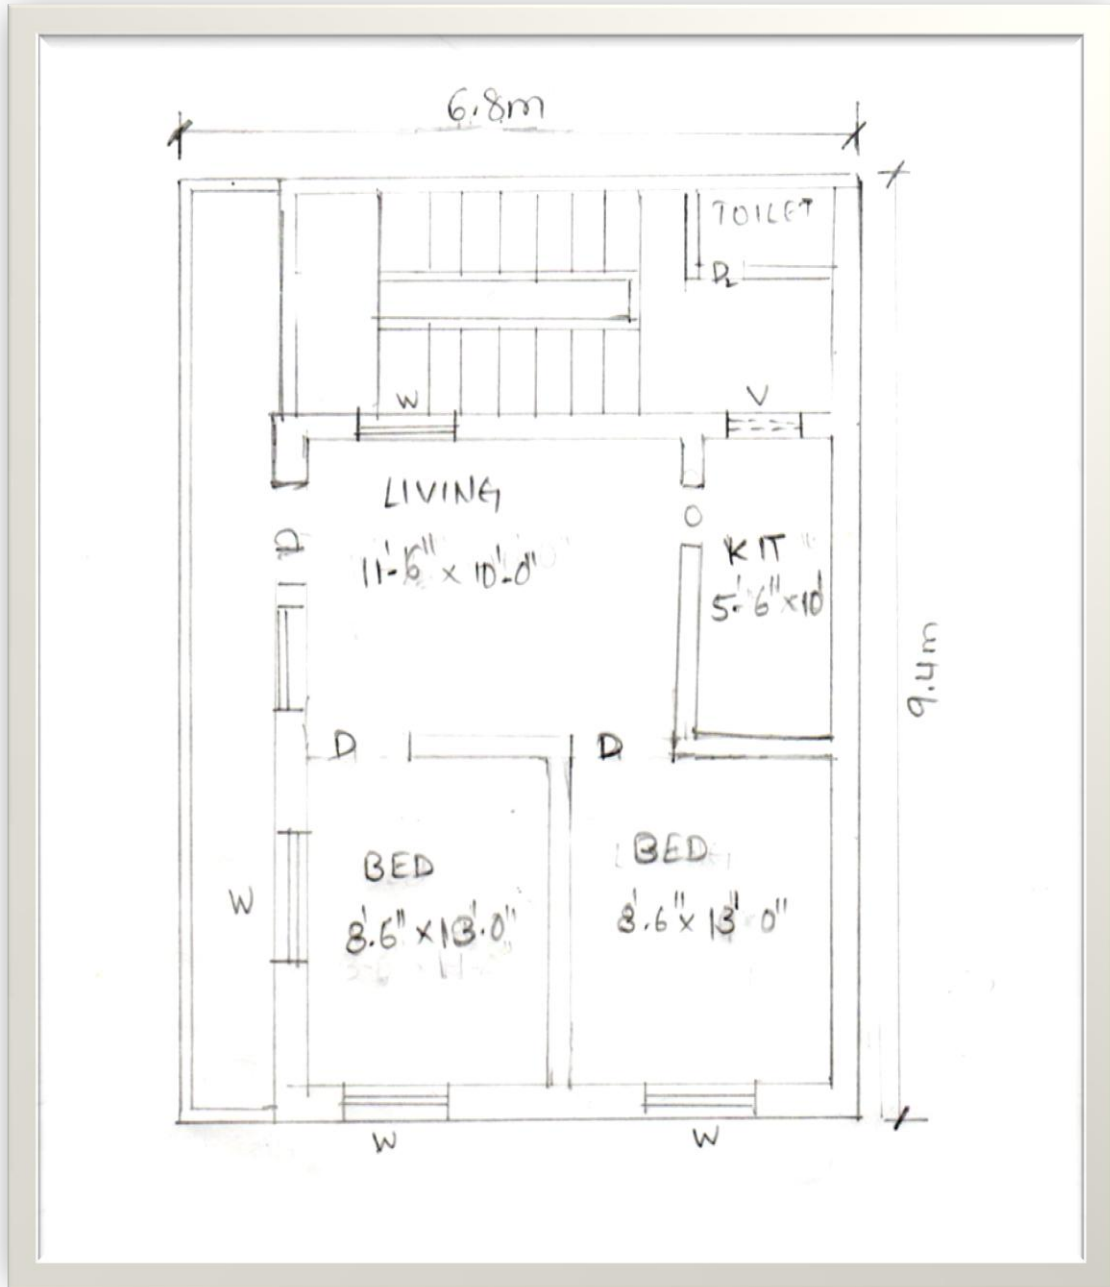 6.8m
TOILET
D2
W
V
LIVING
11'-6" x 10'-0"
D
O
KIT
5'-6" x 10'
9.4m
D
D
BED
8'.6" x 13'.0"
BED
8'.6" x 13'0"
W
W
W